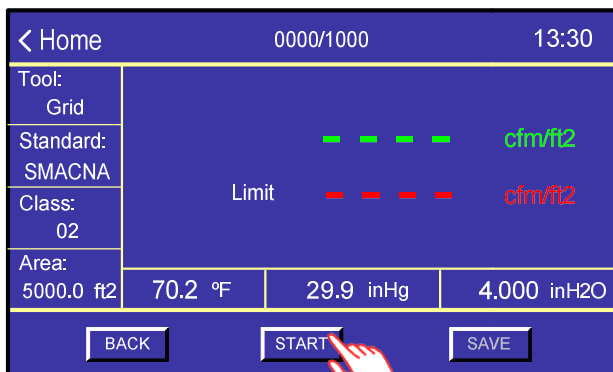 < Home 0000/1000 13:30
Tool:
Grid
Standard:
SMACNA
Class:
02
Area:
5000.0 ft2
- - - - cfm/ft2
Limit - - - - cfm/ft2
70.2 ºF 29.9 inHg 4.000 inH2O
BACK START SAVE